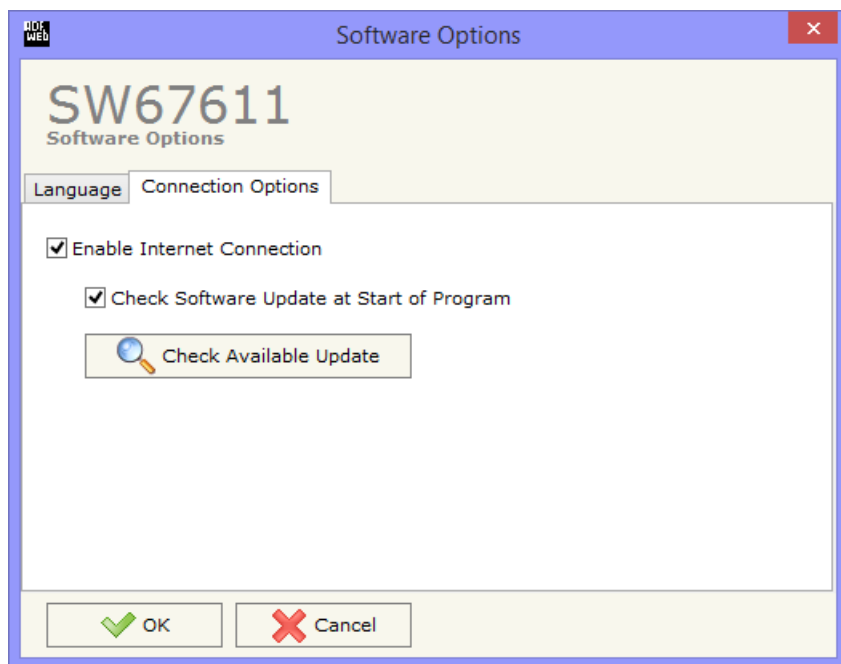 ADF
WEB
Software Options
SW67611
Software Options
Language
Connection Options
Enable Internet Connection
Check Software Update at Start of Program
Check Available Update
OK
Cancel